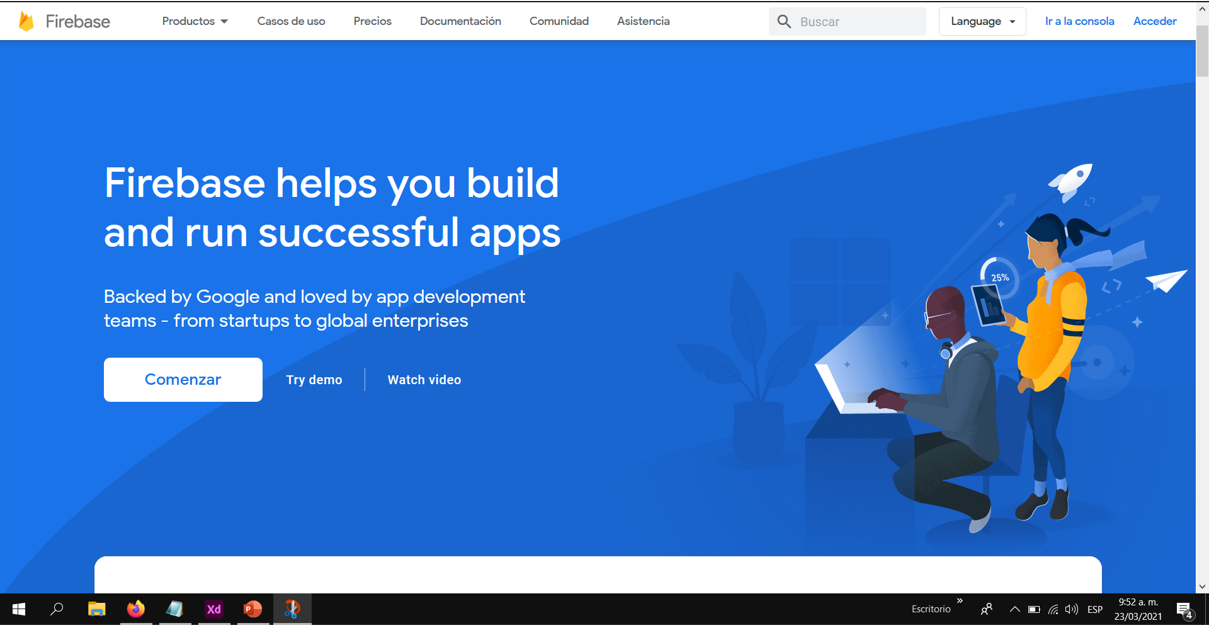 Firebase
Productos
Casos de uso
Precios
Documentación
Comunidad
Asistencia
Buscar
Language
Ir a la consola
Acceder
Firebase helps you build
and run successful apps
Backed by Google and loved by app development
teams - from startups to global enterprises
Comenzar
Try demo
Watch video
25%
Xd
P
Escritorio
»
ESP
9:52 a. m.
23/03/2021
4